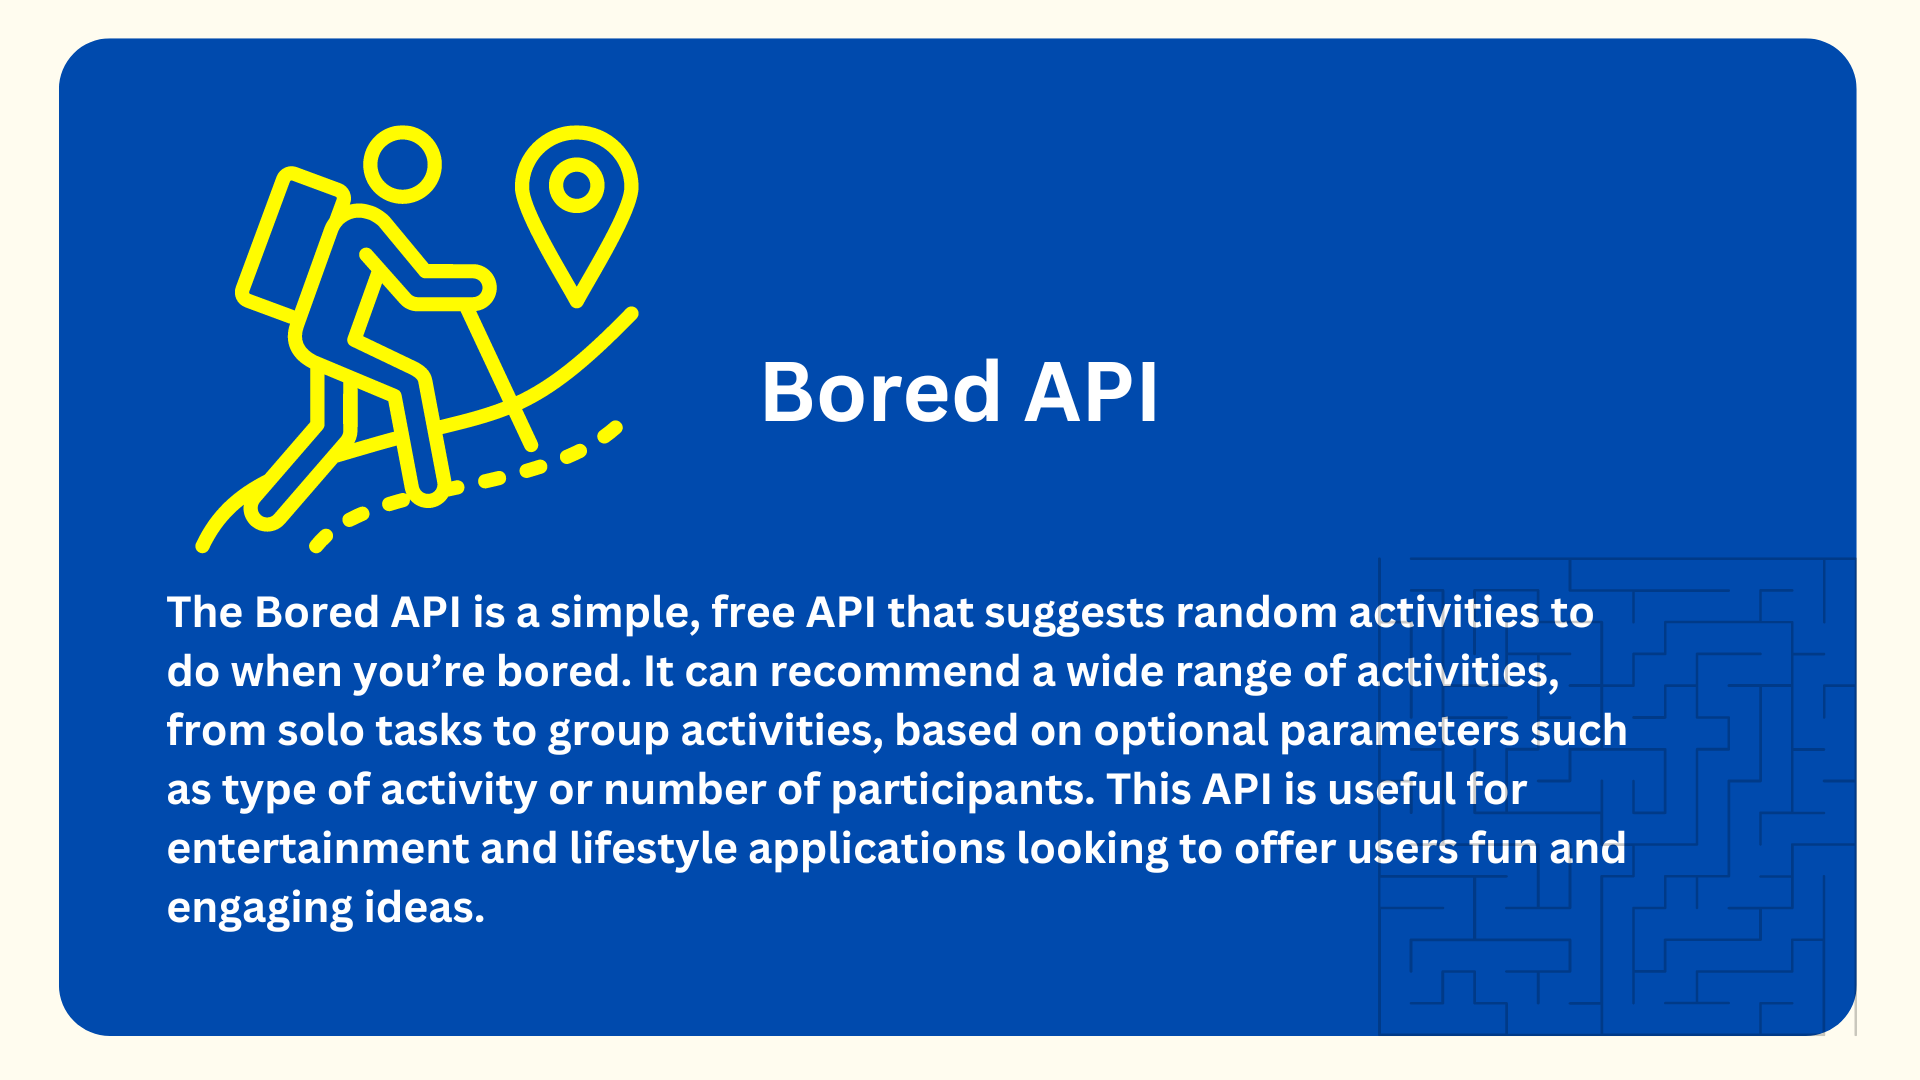 Bored API
The Bored API is a simple, free API that suggests random activities to
do when you’re bored. It can recommend a wide range of activities,
from solo tasks to group activities, based on optional parameters such
as type of activity or number of participants. This API is useful for
entertainment and lifestyle applications looking to offer users fun and
engaging ideas.